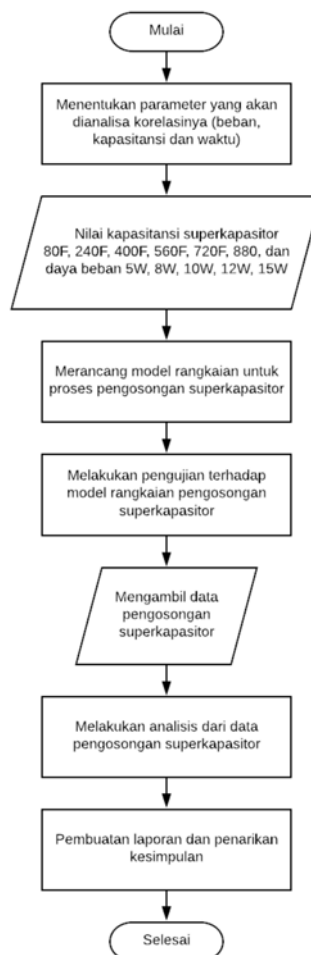 Mulai
Menentukan parameter yang akan
dianalisa korelasinya (beban,
kapasitansi dan waktu)
Nilai kapasitansi superkapasitor
80F, 240F, 400F, 560F, 720F, 880, dan
daya beban 5W, 8W, 10W, 12W, 15W
Merancang model rangkaian untuk
proses pengosongan superkapasitor
Melakukan pengujian terhadap
model rangkaian pengosongan
superkapasitor
Mengambil data
pengosongan
superkapasitor
Melakukan analisis dari data
pengosongan superkapasitor
Pembuatan laporan dan penarikan
kesimpulan
Selesai